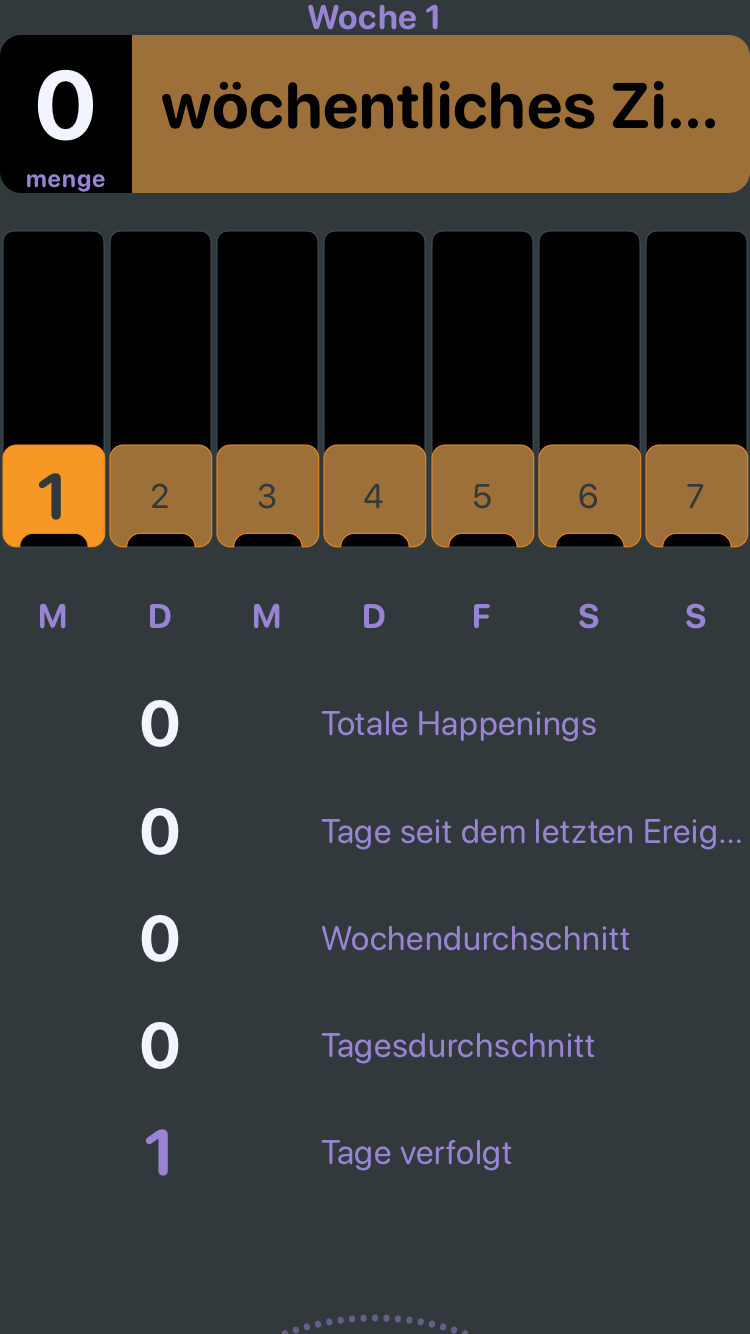 Woche 1
0
menge
wöchentliches Zi...
1 2 3 4 5 6 7
M D M D F S S
0 Totale Happenings
0 Tage seit dem letzten Ereig...
0 Wochendurchschnitt
0 Tagesdurchschnitt
1 Tage verfolgt